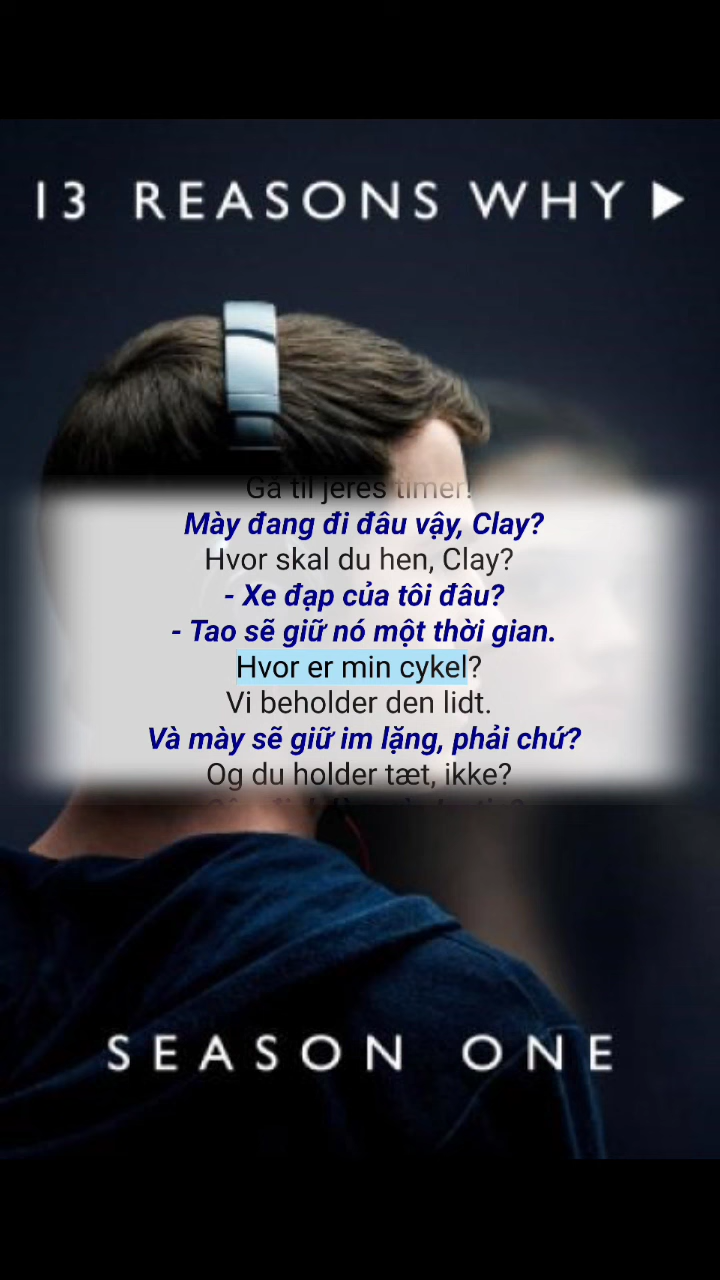 13 REASONS WHY
Gå til jeres timer!
Mày đang đi đâu vậy, Clay?
Hvor skal du hen, Clay?
- Xe đạp của tôi đâu?
- Tao sẽ giữ nó một thời gian.
Hvor er min cykel?
Vi beholder den lidt.
Và mày sẽ giữ im lặng, phải chứ?
Og du holder tæt, ikke?
SEASON ONE